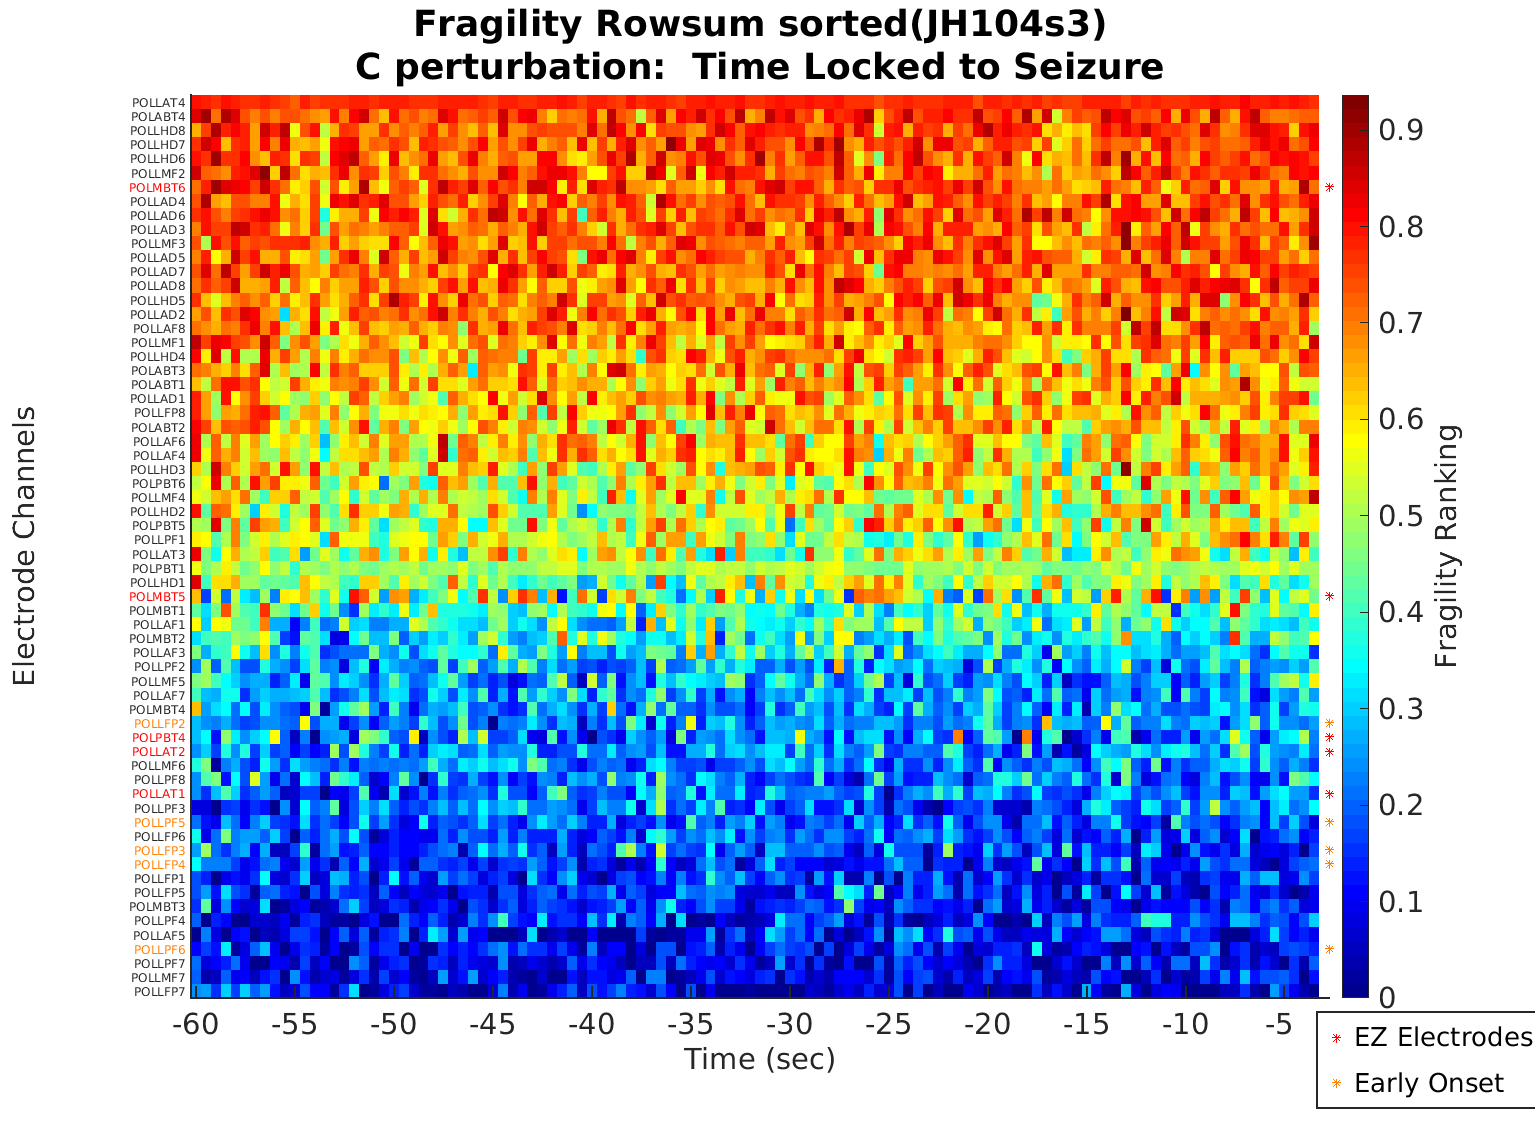 Fragility Rowsum sorted(JH104s3)
C perturbation:  Time Locked to Seizure
Electrode Channels
POLLAT4
POLABT4
POLLHD8
POLLHD7
POLLHD6
POLLMF2
POLMBT6
POLLAD4
POLLAD6
POLLAD3
POLLMF3
POLLAD5
POLLAD7
POLLAD8
POLLHD5
POLLAD2
POLLAF8
POLLMF1
POLLHD4
POLABT3
POLABT1
POLLAD1
POLLFP8
POLABT2
POLLAF6
POLLAF4
POLLHD3
POLPBT6
POLLMF4
POLLHD2
POLPBT5
POLLPF1
POLLAT3
POLPBT1
POLLHD1
POLMBT5
POLMBT1
POLLAF1
POLMBT2
POLLAF3
POLLPF2
POLLMF5
POLLAF7
POLMBT4
POLLFP2
POLPBT4
POLLAT2
POLLMF6
POLLPF8
POLLAT1
POLLPF3
POLLPF5
POLLFP6
POLLFP3
POLLFP4
POLLFP1
POLLFP5
POLMBT3
POLLPF4
POLLAF5
POLLPF6
POLLPF7
POLLMF7
POLLFP7
-60 -55 -50 -45 -40 -35 -30 -25 -20 -15 -10 -5
Time (sec)
0.9
0.8
0.7
0.6
0.5
0.4
0.3
0.2
0.1
0
Fragility Ranking
EZ Electrodes
Early Onset